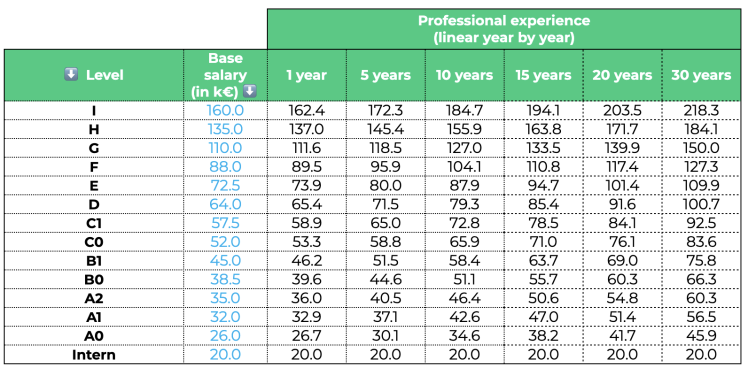 Professional experience
(linear year by year)
⬇️ Level Base salary (in k€) ⬇️ 1 year 5 years 10 years 15 years 20 years 30 years
I 160.0 162.4 172.3 184.7 194.1 203.5 218.3
H 135.0 137.0 145.4 155.9 163.8 171.7 184.1
G 110.0 111.6 118.5 127.0 133.5 139.9 150.0
F 88.0 89.5 95.9 104.1 110.8 117.4 127.3
E 72.5 73.9 80.0 87.9 94.7 101.4 109.9
D 64.0 65.4 71.5 79.3 85.4 91.6 100.7
C1 57.5 58.9 65.0 72.8 78.5 84.1 92.5
C0 52.0 53.3 58.8 65.9 71.0 76.1 83.6
B1 45.0 46.2 51.5 58.4 63.7 69.0 75.8
B0 38.5 39.6 44.6 51.1 55.7 60.3 66.3
A2 35.0 36.0 40.5 46.4 50.6 54.8 60.3
A1 32.0 32.9 37.1 42.6 47.0 51.4 56.5
A0 26.0 26.7 30.1 34.6 38.2 41.7 45.9
Intern 20.0 20.0 20.0 20.0 20.0 20.0 20.0